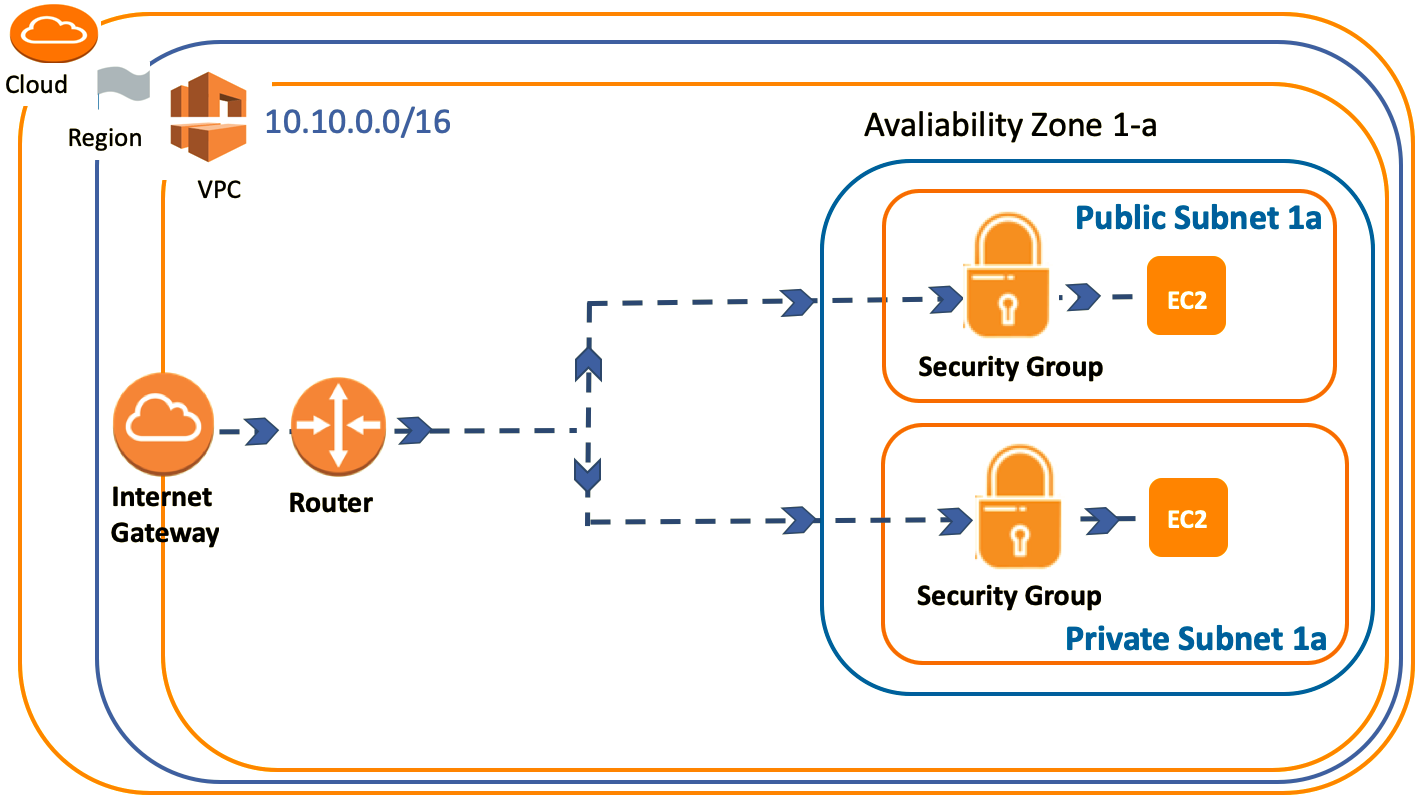 Cloud
Region
VPC
10.10.0.0/16
Avaliability Zone 1-a
Public Subnet 1a
EC2
Security Group
Internet
Gateway
Router
EC2
Security Group
Private Subnet 1a